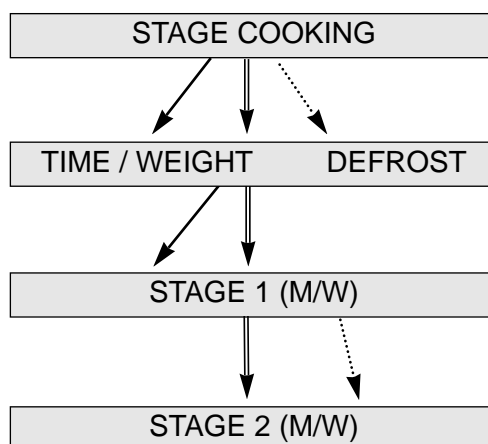 STAGE COOKING
TIME / WEIGHT DEFROST
STAGE 1 (M/W)
STAGE 2 (M/W)